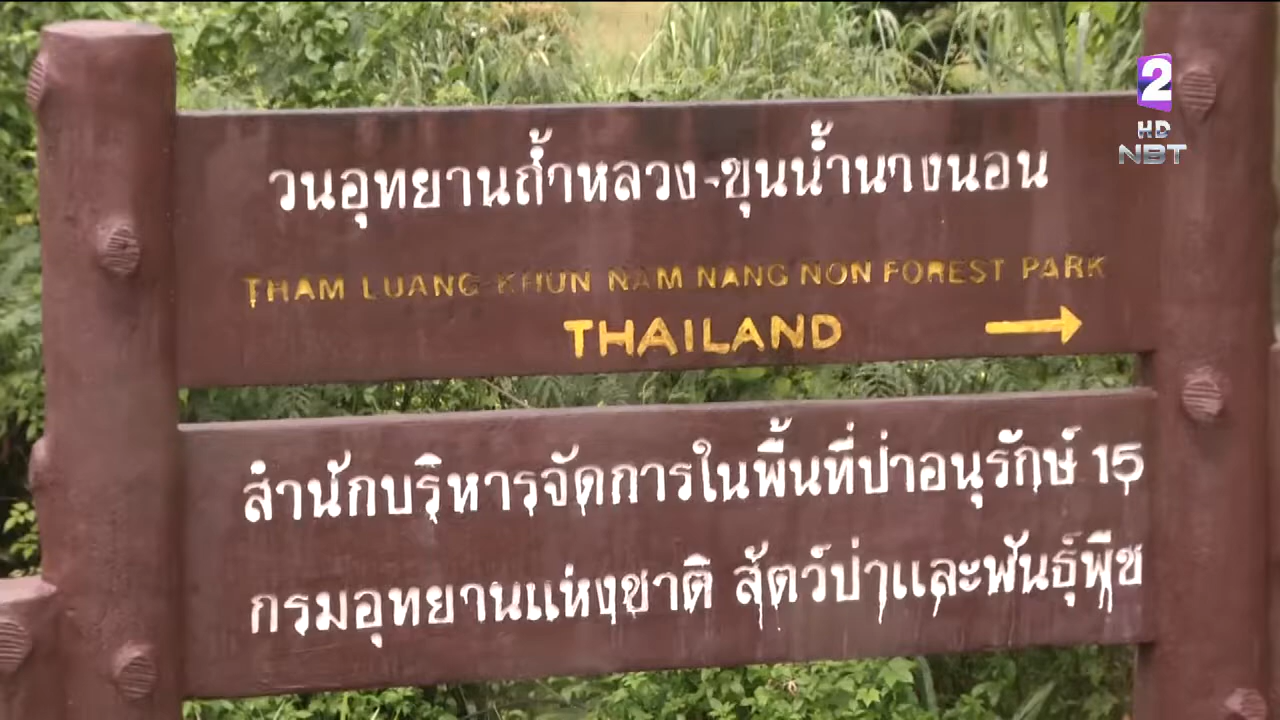 2
HD
NBT
วนอุทยานถ้ำหลวง-ขุนน้ำนางนอน
THAM LUANG KHUN NAM NANG NON FOREST PARK
THAILAND
สำนักบริหารจัดการในพื้นที่ป่าอนุรักษ์ 15
กรมอุทยานแห่งชาติ สัตว์ป่าและพันธุ์พืช